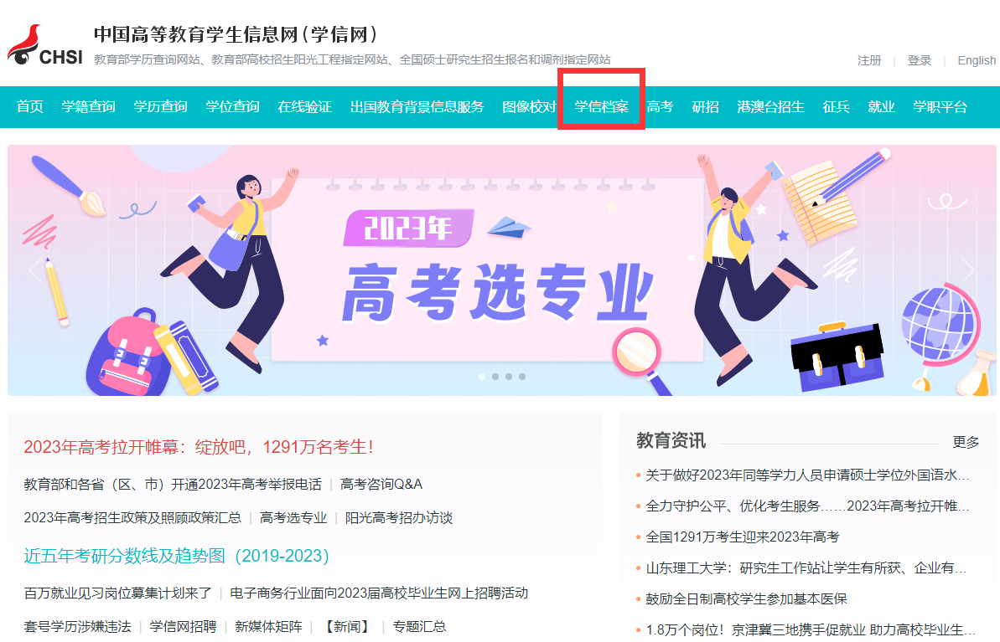 中国高等教育学生信息网(学信网)
CHSI
教育部学历查询网站、教育部高校招生阳光工程指定网站、全国硕士研究生招生报名和调剂指定网站
注册 | 登录 | English
首页 学籍查询 学历查询 学位查询 在线验证 出国教育背景信息服务 图像校对 学信档案 高考 研招 港澳台招生 征兵 就业 学职平台
2023年
高考选专业
2023年高考拉开帷幕：绽放吧，1291万名考生！
教育部和各省（区、市）开通2023年高考举报电话 | 高考咨询Q&A
2023年高考招生政策及照顾政策汇总 | 高考选专业 | 阳光高考招办访谈
近五年考研分数线及趋势图（2019-2023）
百万就业见习岗位募集计划来了 | 电子商务行业面向2023届高校毕业生网上招聘活动
套号学历涉嫌违法 | 学信网招聘 | 新媒体矩阵 | 【新闻】 | 专题汇总
教育资讯 更多
关于做好2023年同等学力人员申请硕士学位外国语水…
全力守护公平、优化考生服务……2023年高考拉开帷…
全国1291万考生迎来2023年高考
山东理工大学：研究生工作站让学生有所获、企业有…
鼓励全日制高校学生参加基本医保
1.8万个岗位！京津冀三地携手促就业 助力高校毕业生…